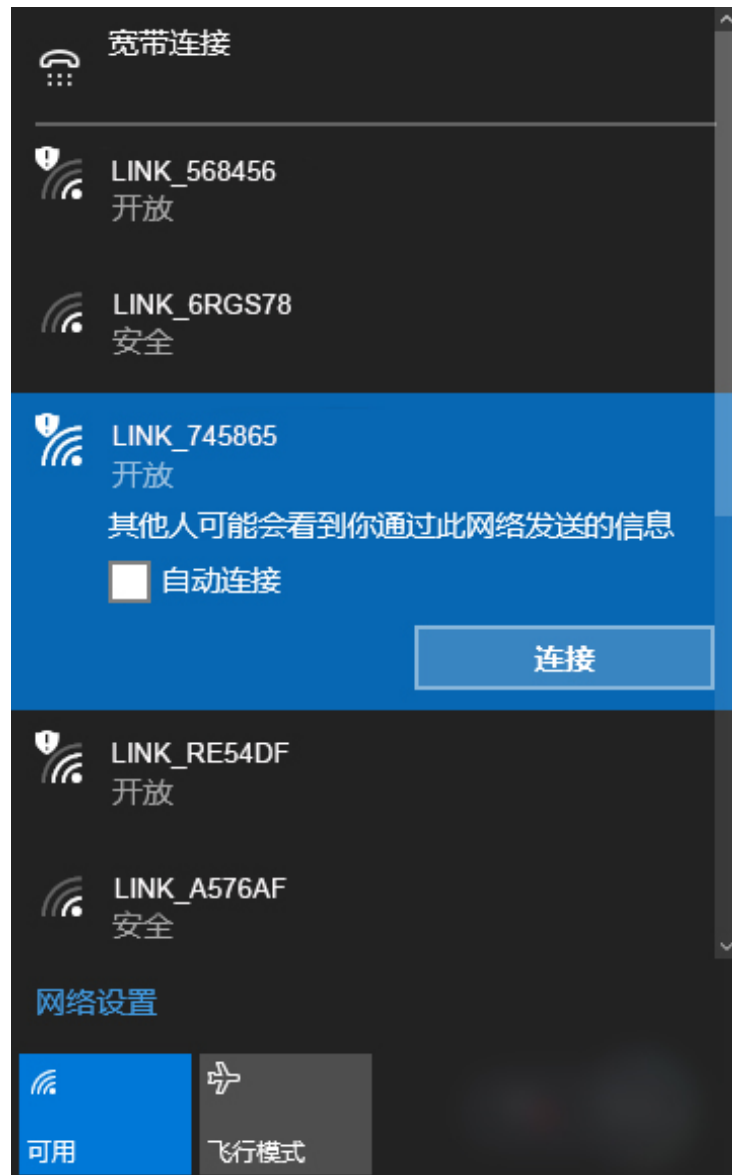 宽带连接
LINK_568456
开放
LINK_6RGS78
安全
LINK_745865
开放
其他人可能会看到你通过此网络发送的信息
自动连接
连接
LINK_RE54DF
开放
LINK_A576AF
安全
网络设置
可用
飞行模式